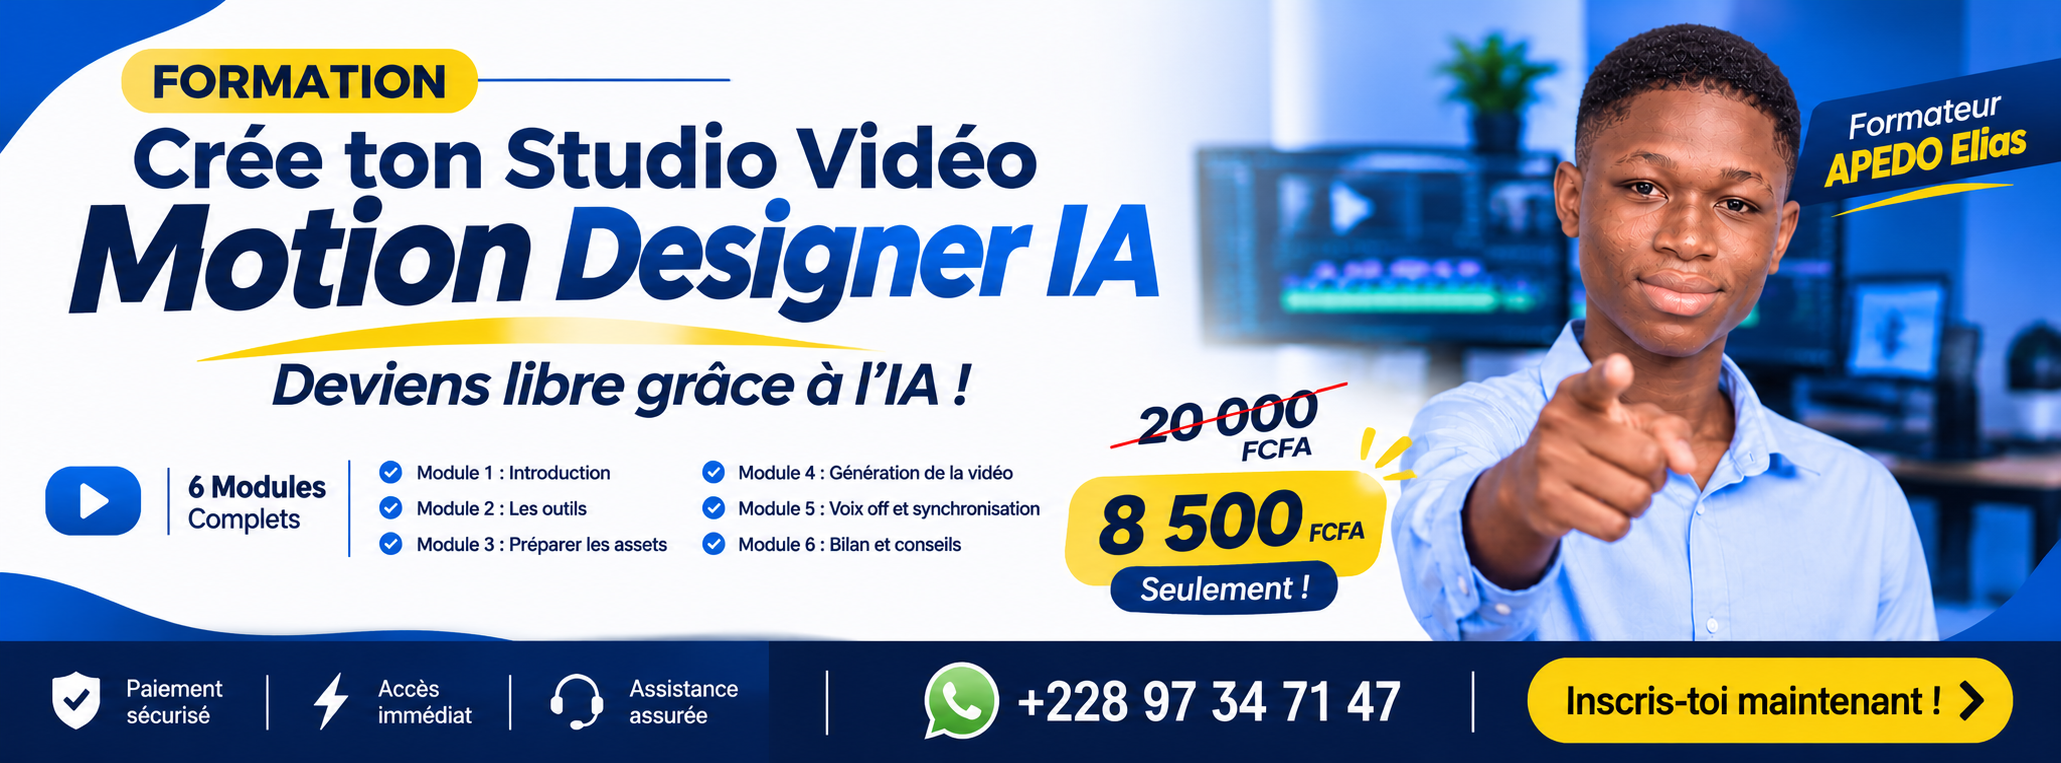 FORMATION
Crée ton Studio Vidéo
Motion Designer IA
Deviens libre grâce à l'IA !
Formateur
APEDO Elias
6 Modules
Complets
Module 1 : Introduction
Module 2 : Les outils
Module 3 : Préparer les assets
Module 4 : Génération de la vidéo
Module 5 : Voix off et synchronisation
Module 6 : Bilan et conseils
20 000
FCFA
8 500 FCFA
Seulement !
Paiement
sécurisé
Accès
immédiat
Assistance
assurée
+228 97 34 71 47
Inscris-toi maintenant !